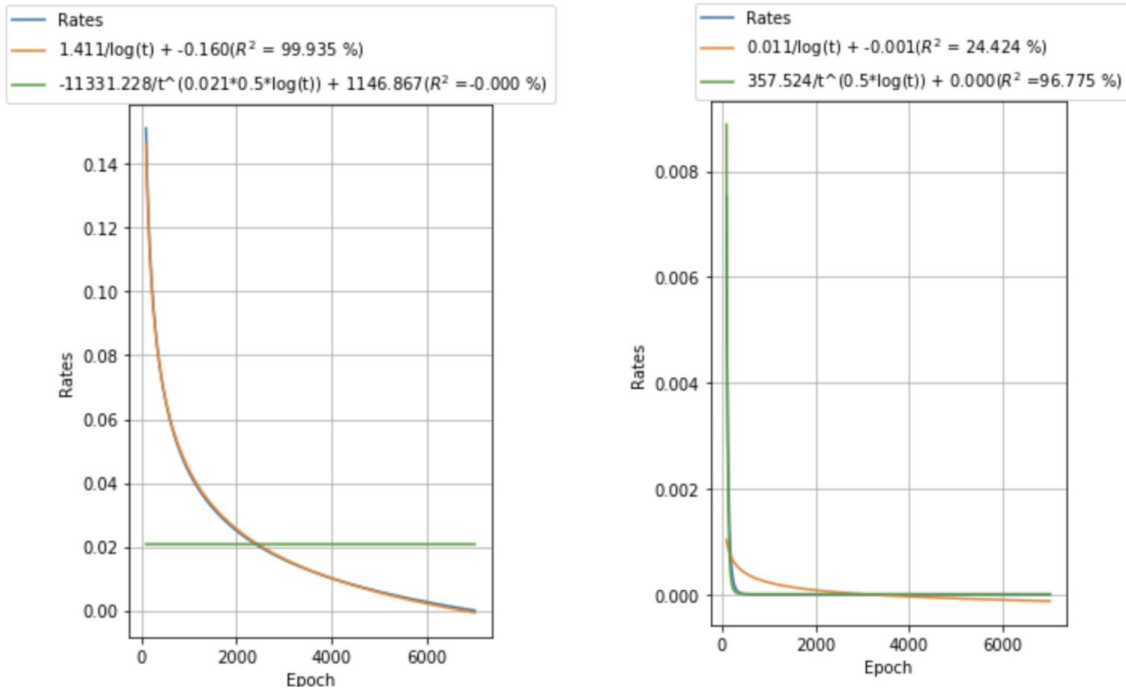 Rates
1.411/log(t) + -0.160(R² = 99.935 %)
-11331.228/t^(0.021*0.5*log(t)) + 1146.867(R² =-0.000 %)
0.14
0.12
0.10
0.08
0.06
0.04
0.02
0.00
Rates
0
2000
4000
6000
Epoch
Rates
0.011/log(t) + -0.001(R² = 24.424 %)
357.524/t^(0.5*log(t)) + 0.000(R² =96.775 %)
0.008
0.006
0.004
0.002
0.000
Rates
0
2000
4000
6000
Epoch